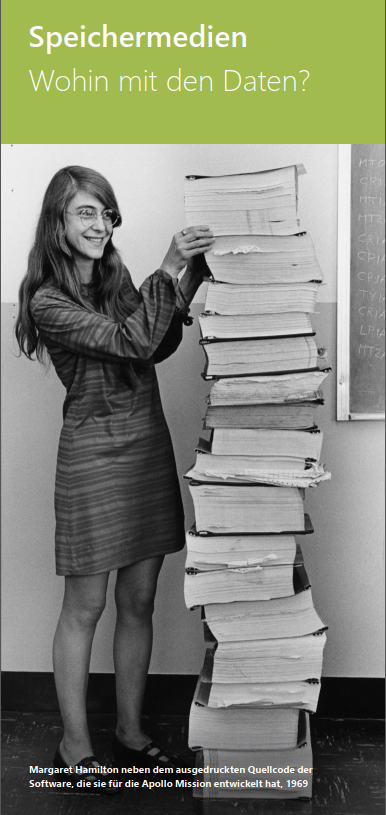 Speichermedien
Wohin mit den Daten?
Margaret Hamilton neben dem ausgedruckten Quellcode der
Software, die sie für die Apollo Mission entwickelt hat, 1969